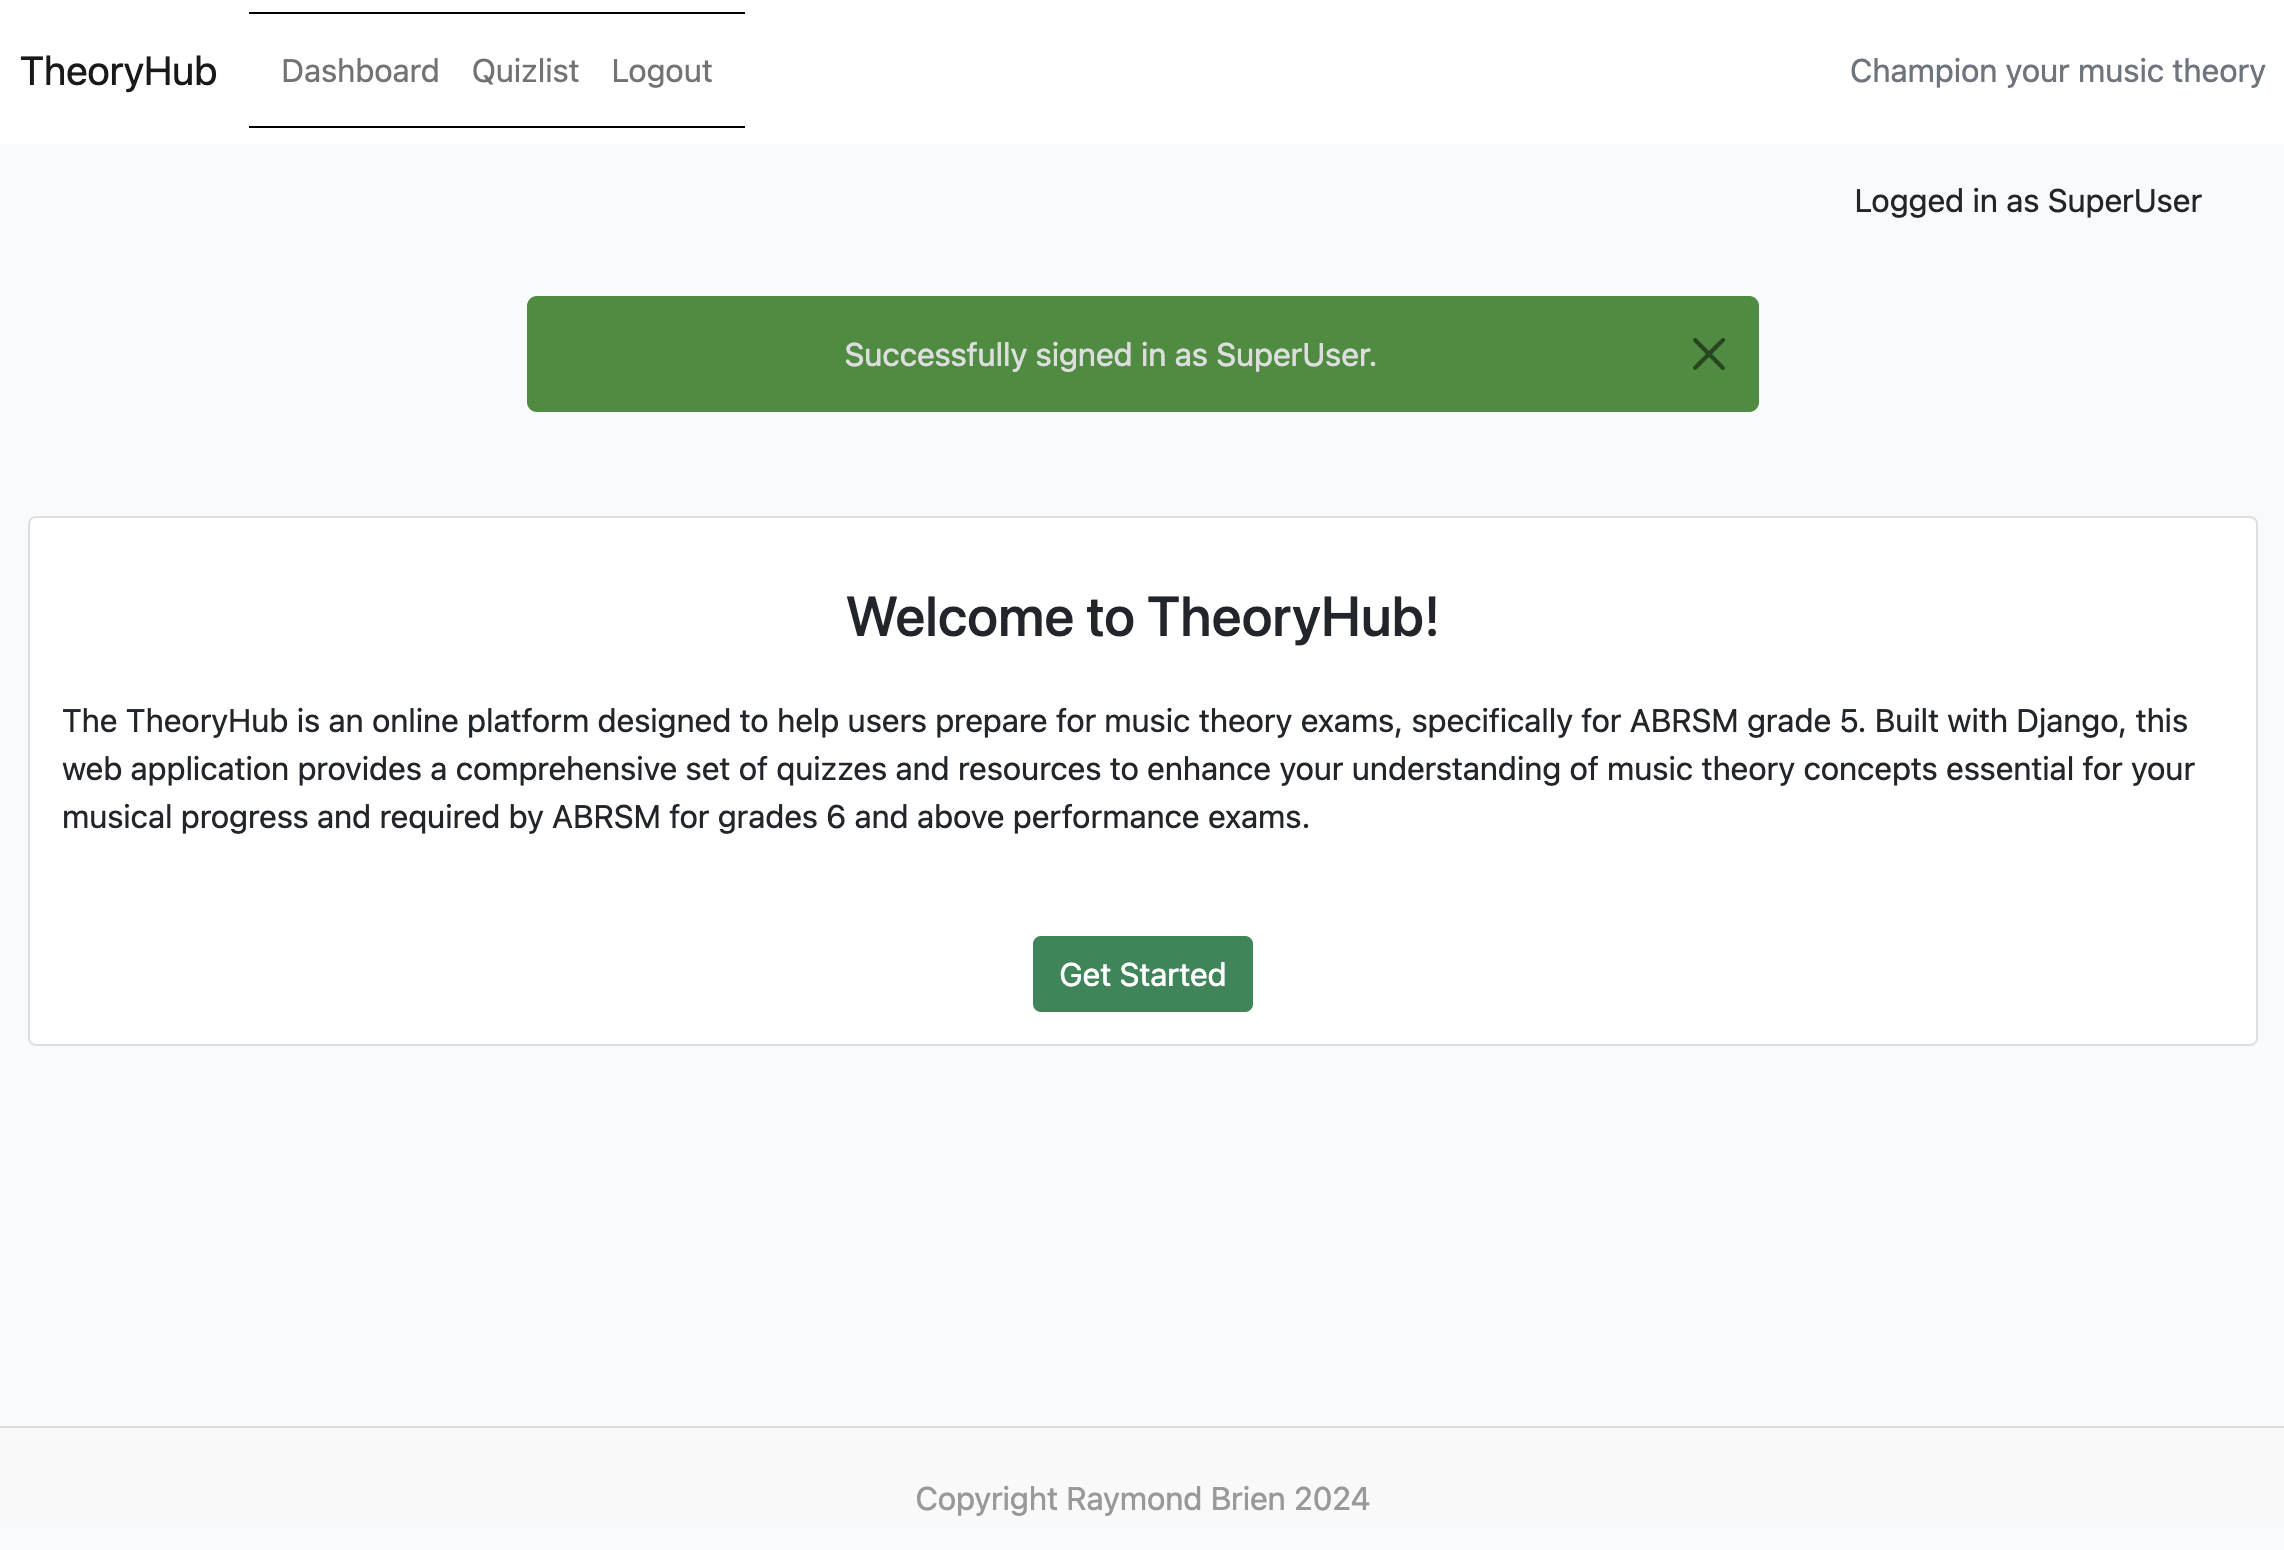 TheoryHub
Dashboard Quizlist Logout
Champion your music theory
Logged in as SuperUser
Successfully signed in as SuperUser.
Welcome to TheoryHub!
The TheoryHub is an online platform designed to help users prepare for music theory exams, specifically for ABRSM grade 5. Built with Django, this
web application provides a comprehensive set of quizzes and resources to enhance your understanding of music theory concepts essential for your
musical progress and required by ABRSM for grades 6 and above performance exams.
Get Started
Copyright Raymond Brien 2024